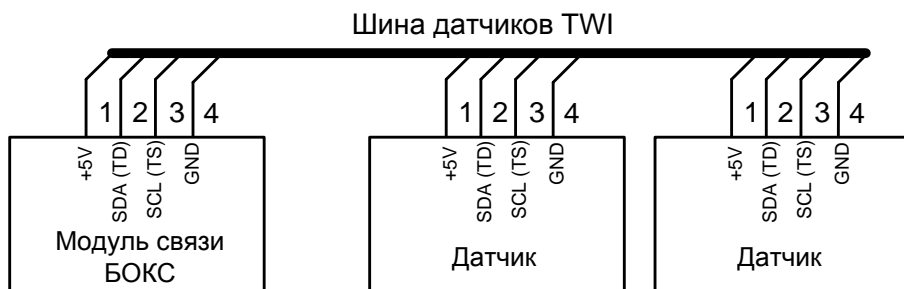 Шина датчиков TWI
1 2 3 4
1 2 3 4
1 2 3 4
+5V
SDA (TD)
SCL (TS)
GND
+5V
SDA (TD)
SCL (TS)
GND
+5V
SDA (TD)
SCL (TS)
GND
Модуль связи
БОКС
Датчик
Датчик